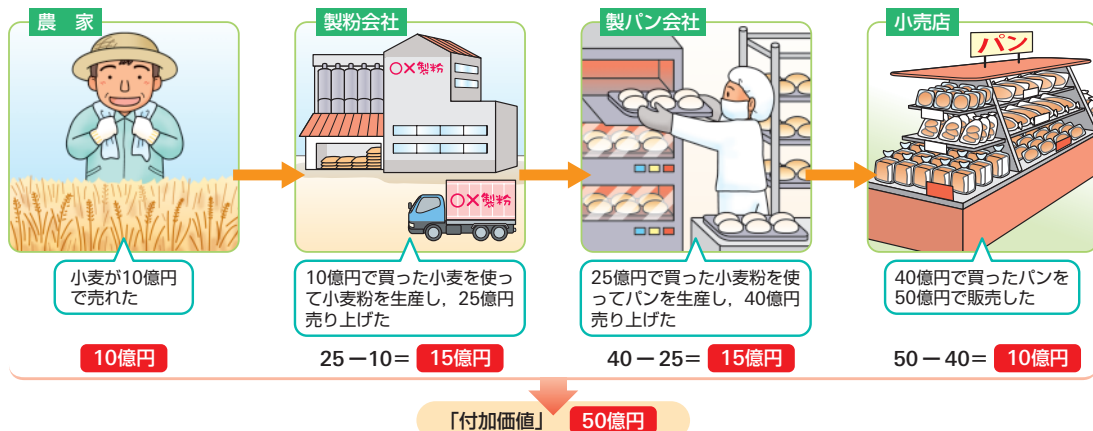 農　家
製粉会社
製パン会社
小売店
〇✕製粉
〇✕製粉
パン
小麦が10億円
で売れた
10億円で買った小麦を使っ
て小麦粉を生産し，25億円
売り上げた
25億円で買った小麦粉を使
ってパンを生産し，40億円
売り上げた
40億円で買ったパンを
50億円で販売した
10億円
25－10＝ 15億円
40－25＝ 15億円
50－40＝ 10億円
「付加価値」 50億円